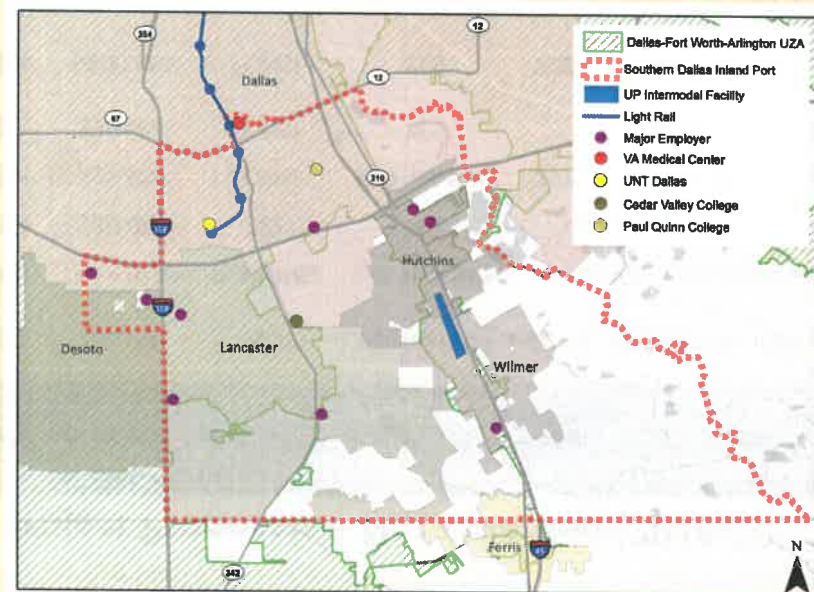 354
12
Dallas
12
67
310
35E
Hutchins
35E
Desoto
Lancaster
Wilmer
342
Ferris
45
N
Dallas-Fort Worth-Arlington UZA
Southern Dallas Inland Port
UP Intermodal Facility
Light Rail
Major Employer
VA Medical Center
UNT Dallas
Cedar Valley College
Paul Quinn College